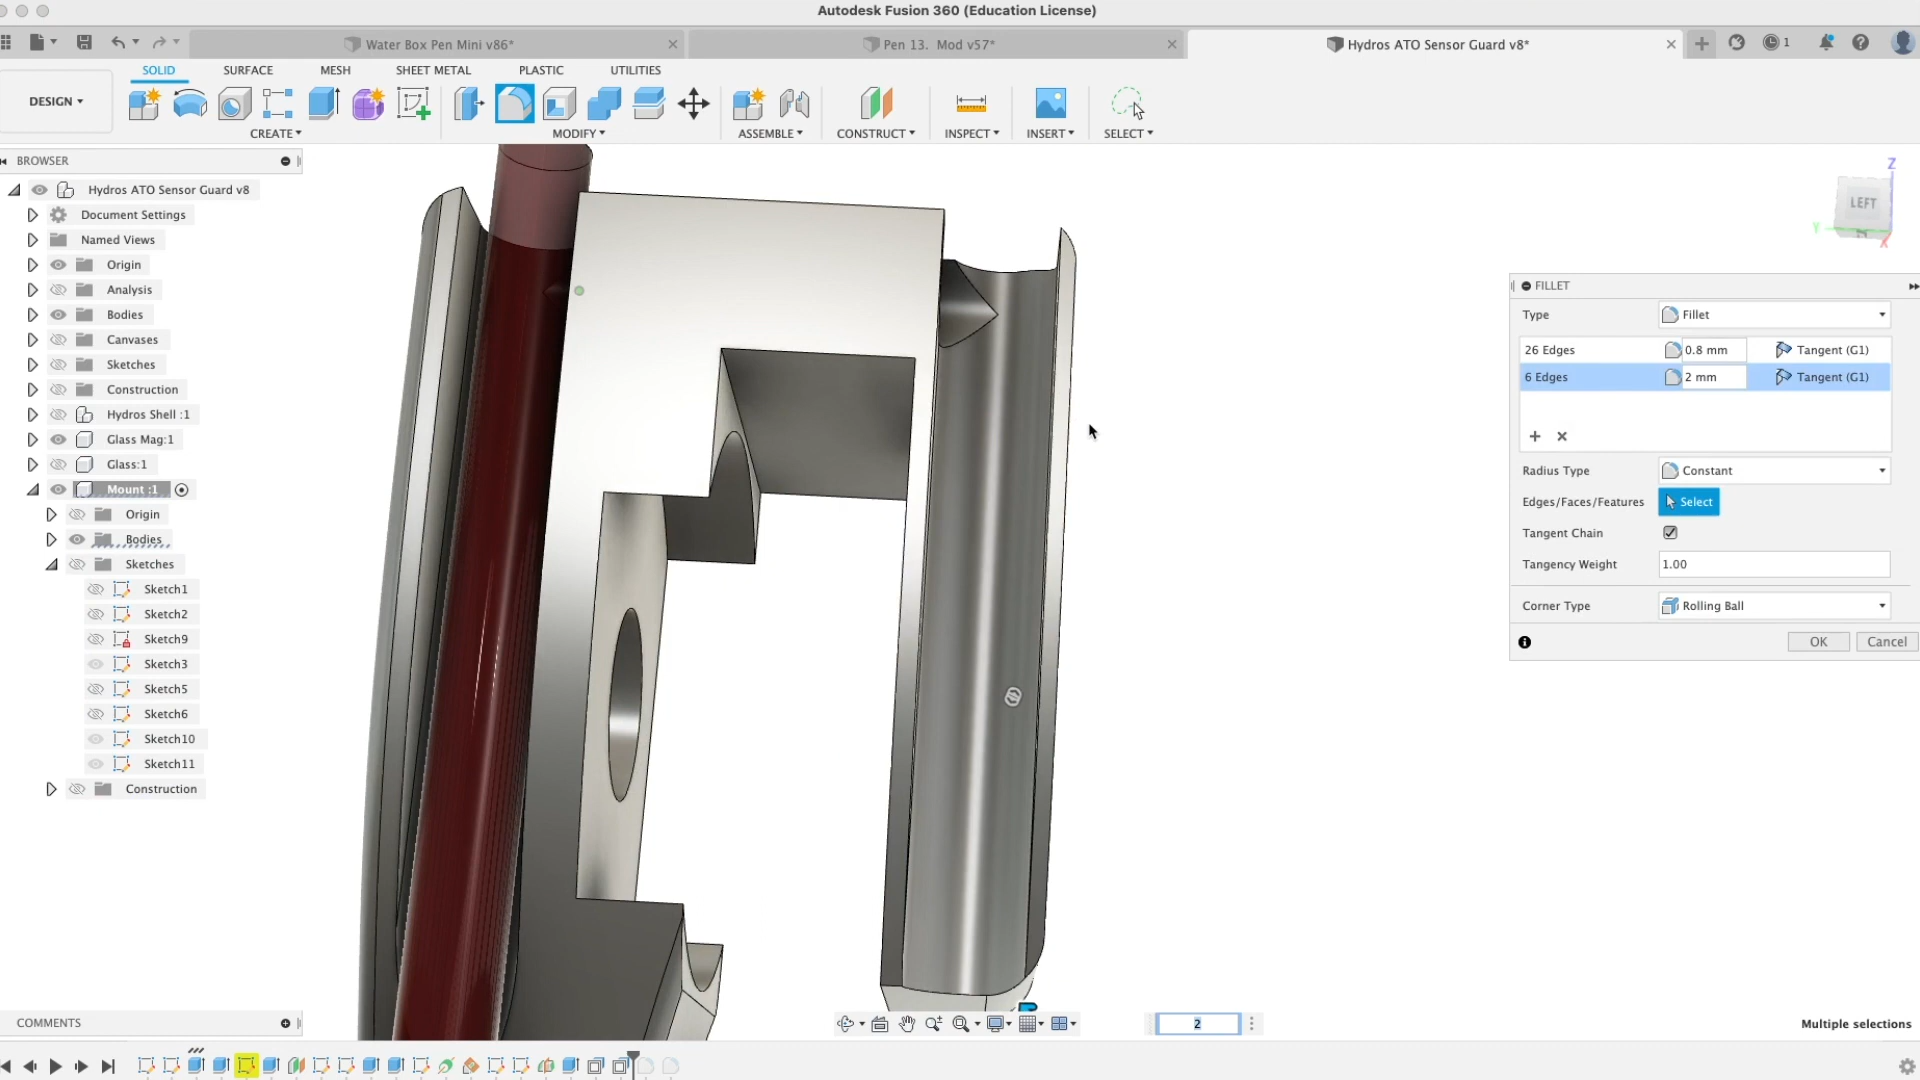 Autodesk Fusion 360 (Education License)
Water Box Pen Mini v86*
Pen 13.  Mod v57*
Hydros ATO Sensor Guard v8*
1
DESIGN
SOLID
SURFACE
MESH
SHEET METAL
PLASTIC
UTILITIES
CREATE
MODIFY
ASSEMBLE
CONSTRUCT
INSPECT
INSERT
SELECT
BROWSER
Hydros ATO Sensor Guard v8
Document Settings
Named Views
Origin
Analysis
Bodies
Canvases
Sketches
Construction
Hydros Shell :1
Glass Mag:1
Glass:1
Mount :1
Origin
Bodies
Sketches
Sketch1
Sketch2
Sketch9
Sketch3
Sketch5
Sketch6
Sketch10
Sketch11
Construction
COMMENTS
Z
LEFT
Y
X
FILLET
Type Fillet
26 Edges 0.8 mm Tangent (G1)
6 Edges 2 mm Tangent (G1)
Radius Type Constant
Edges/Faces/Features Select
Tangent Chain
Tangency Weight 1.00
Corner Type Rolling Ball
OK Cancel
2
Multiple selections